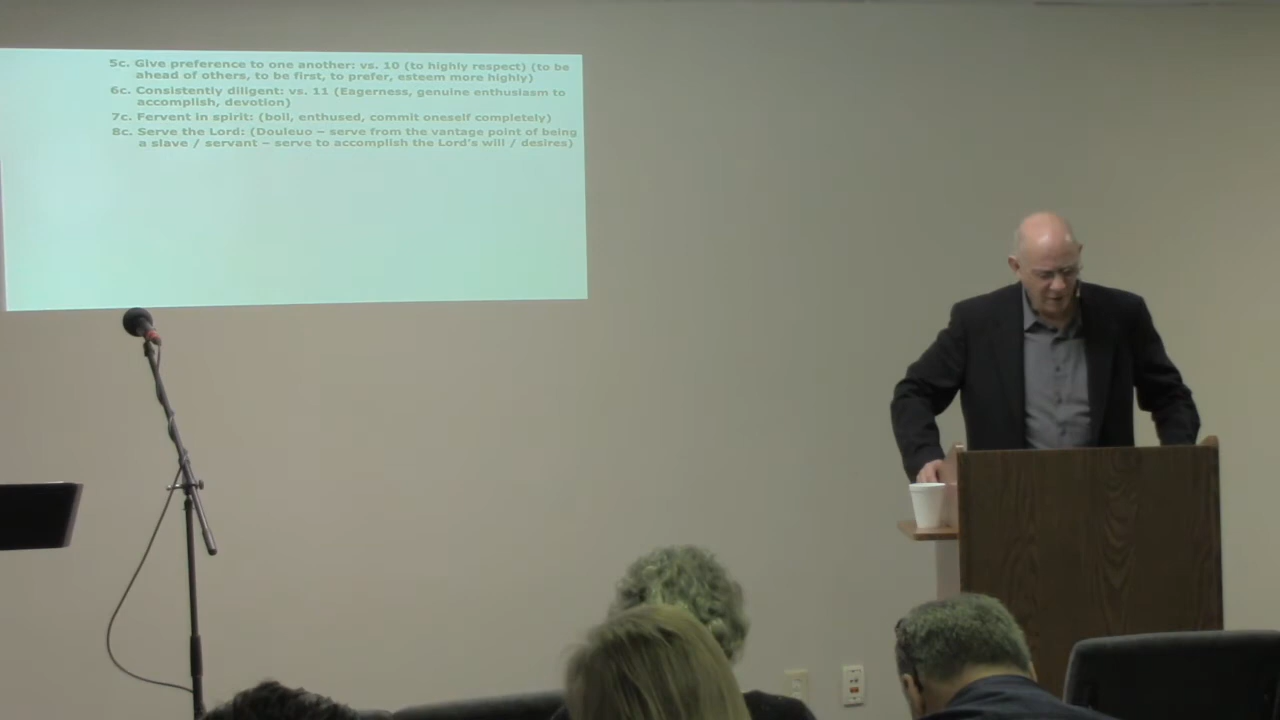 5c. Give preference to one another: vs. 10 (to highly respect) (to be
ahead of others, to be first, to prefer, esteem more highly)
6c. Consistently diligent: vs. 11 (Eagerness, genuine enthusiasm to
accomplish, devotion)
7c. Fervent in spirit: (boil, enthused, commit oneself completely)
8c. Serve the Lord: (Douleuo – serve from the vantage point of being
a slave / servant – serve to accomplish the Lord's will / desires)